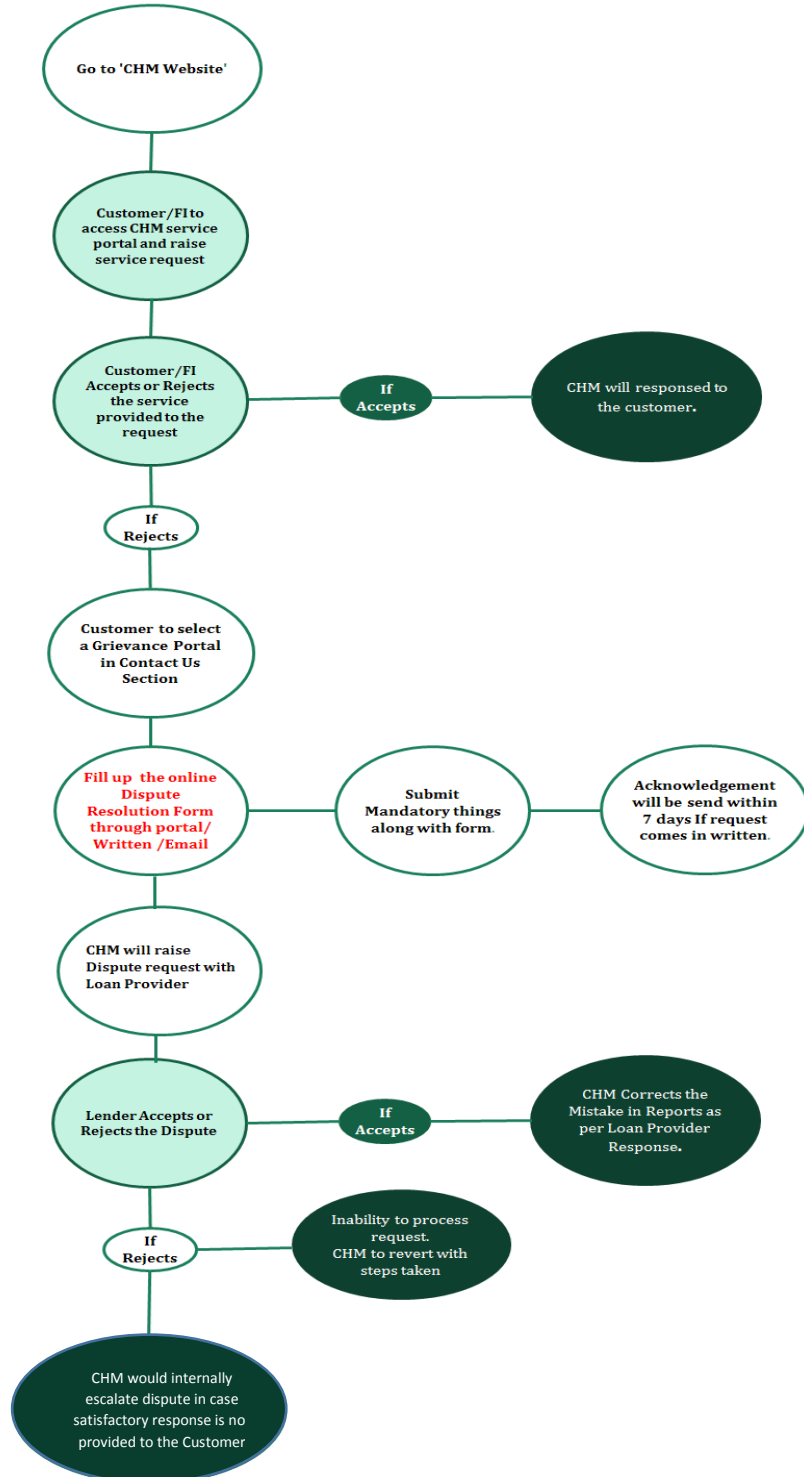 Go to 'CHM Website'
Customer/FI to
access CHM service
portal and raise
service request
Customer/FI
Accepts or Rejects
the service
provided to the
request
If
Accepts
CHM will responsed to
the customer.
If
Rejects
Customer to select
a Grievance Portal
in Contact Us
Section
Fill up the online
Dispute
Resolution Form
through portal/
Written /Email
Submit
Mandatory things
along with form.
Acknowledgement
will be send within
7 days If request
comes in written.
CHM will raise
Dispute request with
Loan Provider
Lender Accepts or
Rejects the Dispute
If
Accepts
CHM Corrects the
Mistake in Reports as
per Loan Provider
Response.
If
Rejects
Inability to process
request.
CHM to revert with
steps taken
CHM would internally
escalate dispute in case
satisfactory response is no
provided to the Customer